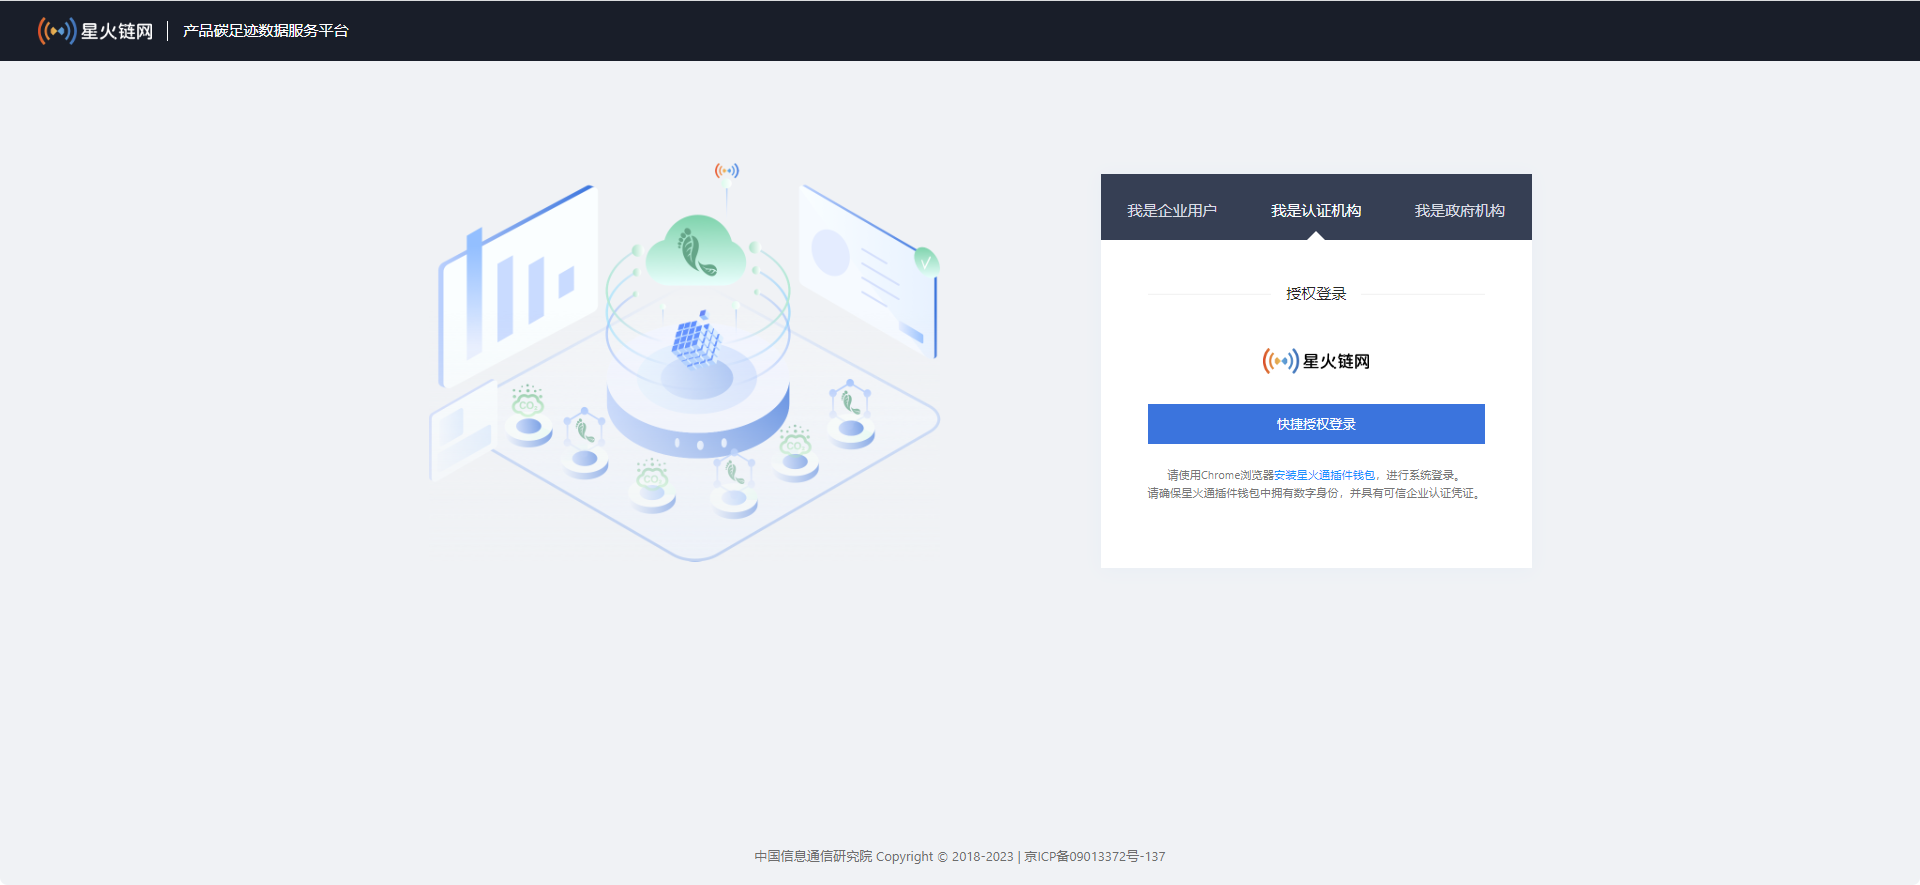 星火链网
产品碳足迹数据服务平台
我是企业用户 我是认证机构 我是政府机构
授权登录
星火链网
快捷授权登录
请使用Chrome浏览器安装星火通插件钱包，进行系统登录。
请确保星火通插件钱包中拥有数字身份，并具有可信企业认证凭证。
CO₂
CO₂
CO₂
中国信息通信研究院 Copyright © 2018-2023 | 京ICP备09013372号-137